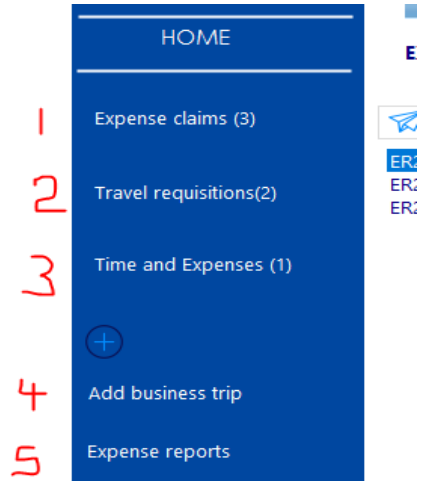 HOME
1 Expense claims (3)
2 Travel requisitions(2)
3 Time and Expenses (1)
4 Add business trip
5 Expense reports